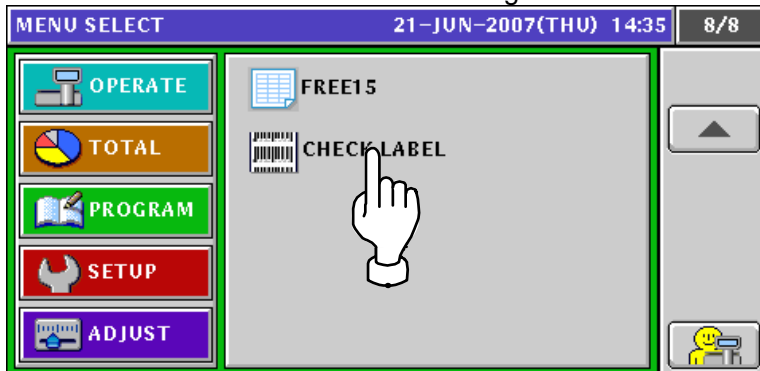 MENU SELECT 21-JUN-2007(THU) 14:35 8/8
OPERATE
FREE15
TOTAL
CHECK LABEL
PROGRAM
SETUP
ADJUST